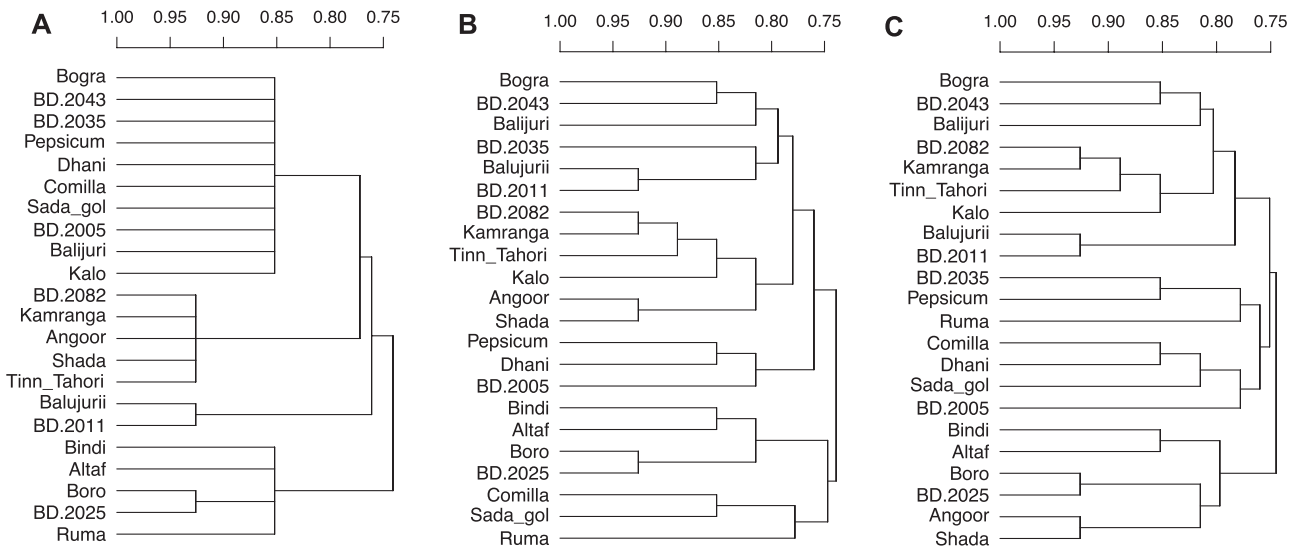 A
1.00 0.95 0.90 0.85 0.80 0.75
Bogra
BD.2043
BD.2035
Pepsicum
Dhani
Comilla
Sada_gol
BD.2005
Balijuri
Kalo
BD.2082
Kamranga
Angoor
Shada
Tinn_Tahori
Balujurii
BD.2011
Bindi
Altaf
Boro
BD.2025
Ruma
B
1.00 0.95 0.90 0.85 0.80 0.75
Bogra
BD.2043
Balijuri
BD.2035
Balujurii
BD.2011
BD.2082
Kamranga
Tinn_Tahori
Kalo
Angoor
Shada
Pepsicum
Dhani
BD.2005
Bindi
Altaf
Boro
BD.2025
Comilla
Sada_gol
Ruma
C
1.00 0.95 0.90 0.85 0.80 0.75
Bogra
BD.2043
Balijuri
BD.2082
Kamranga
Tinn_Tahori
Kalo
Balujurii
BD.2011
BD.2035
Pepsicum
Ruma
Comilla
Dhani
Sada_gol
BD.2005
Bindi
Altaf
Boro
BD.2025
Angoor
Shada